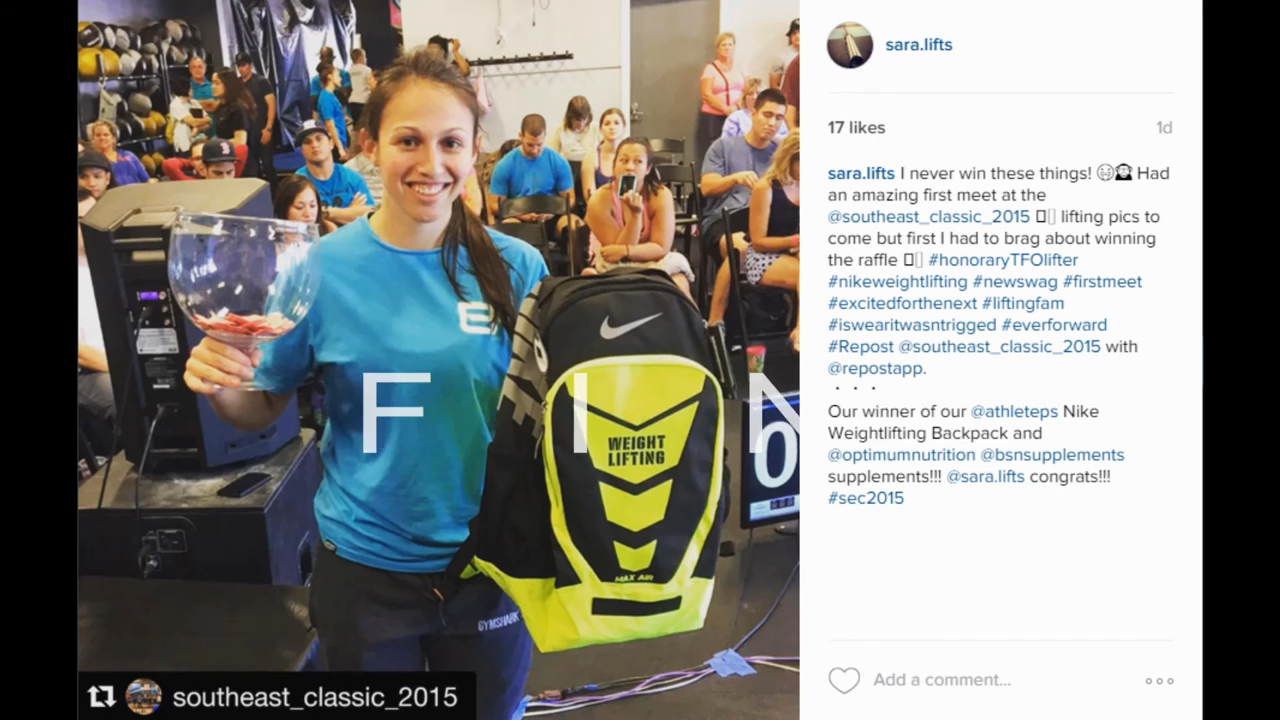 sara.lifts
17 likes
1d
sara.lifts I never win these things! Had
an amazing first meet at the
@southeast_classic_2015 lifting pics to
come but first I had to brag about winning
the raffle #honoraryTFOlifter
#nikeweightlifting #newswag #firstmeet
#excitedforthenext #liftingfam
#iswearitwasntrigged #everforward
#Repost @southeast_classic_2015 with
@repostapp.
· · ·
Our winner of our @athleteps Nike
Weightlifting Backpack and
@optimumnutrition @bsnsupplements
supplements!!! @sara.lifts congrats!!!
#sec2015
Add a comment...
E
F I N
WEIGHT
LIFTING
0
MAX AIR
GYMSHARK
southeast_classic_2015